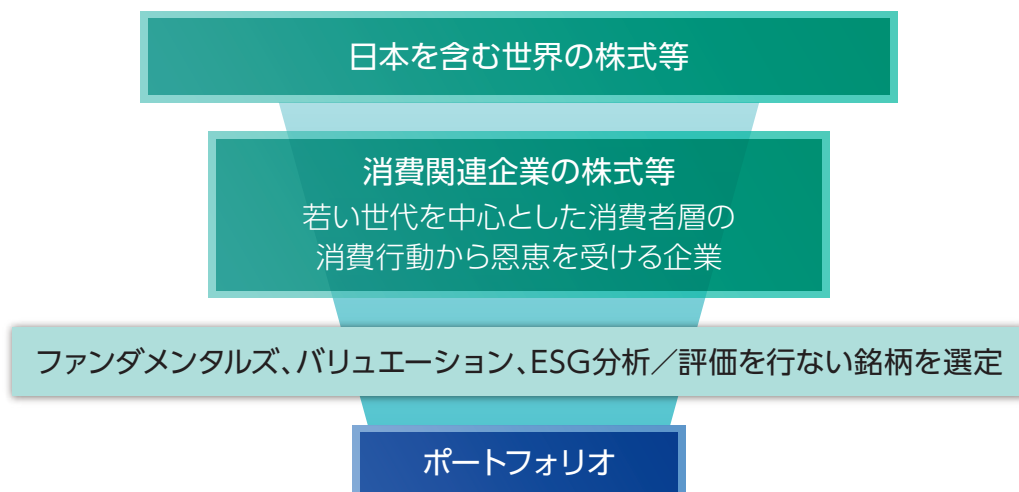 日本を含む世界の株式等
消費関連企業の株式等
若い世代を中心とした消費者層の
消費行動から恩恵を受ける企業
ファンダメンタルズ、バリュエーション、ESG分析／評価を行ない銘柄を選定
ポートフォリオ